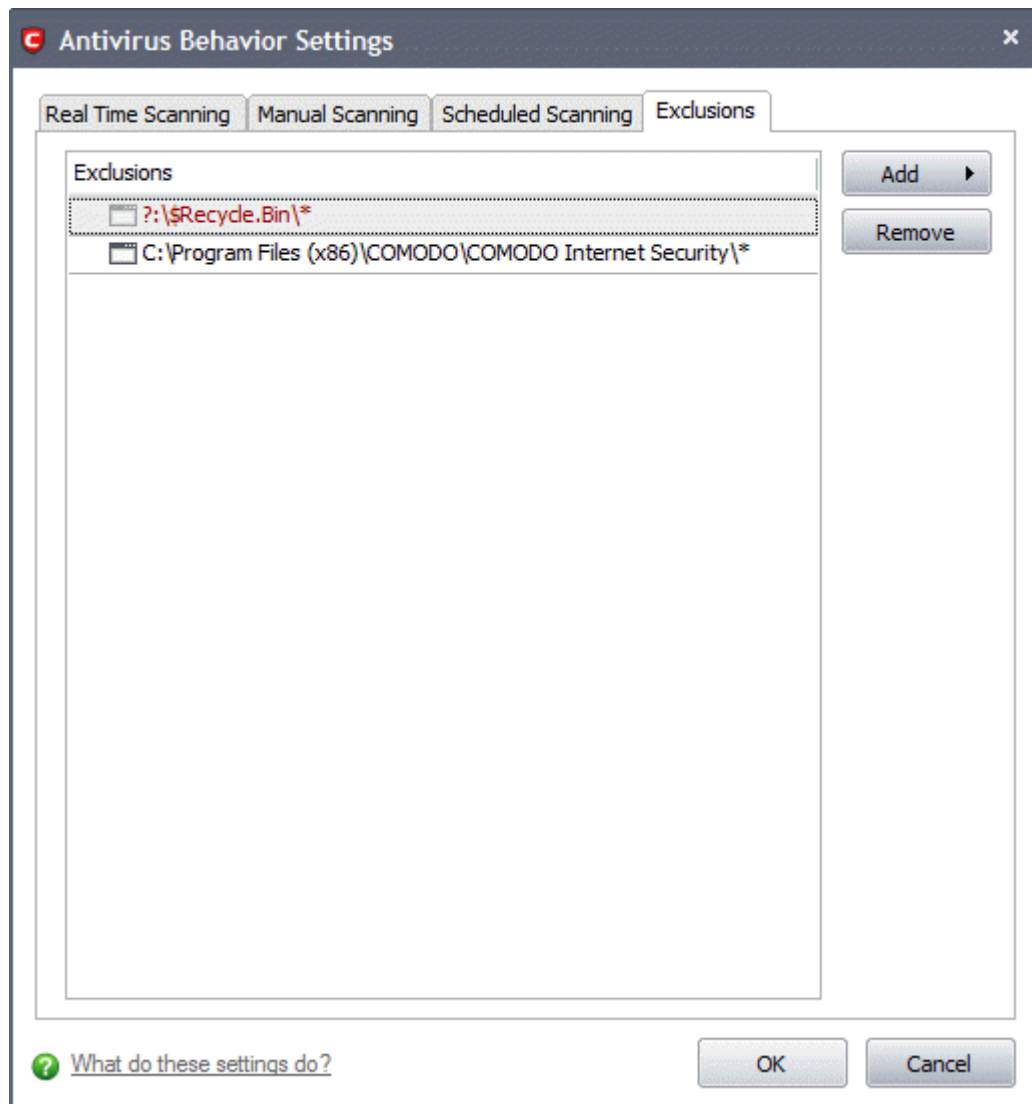 Antivirus Behavior Settings
Real Time Scanning Manual Scanning Scheduled Scanning Exclusions
Exclusions
Add
?:\$Recycle.Bin\*
Remove
C:\Program Files (x86)\COMODO\COMODO Internet Security\*
What do these settings do?
OK
Cancel